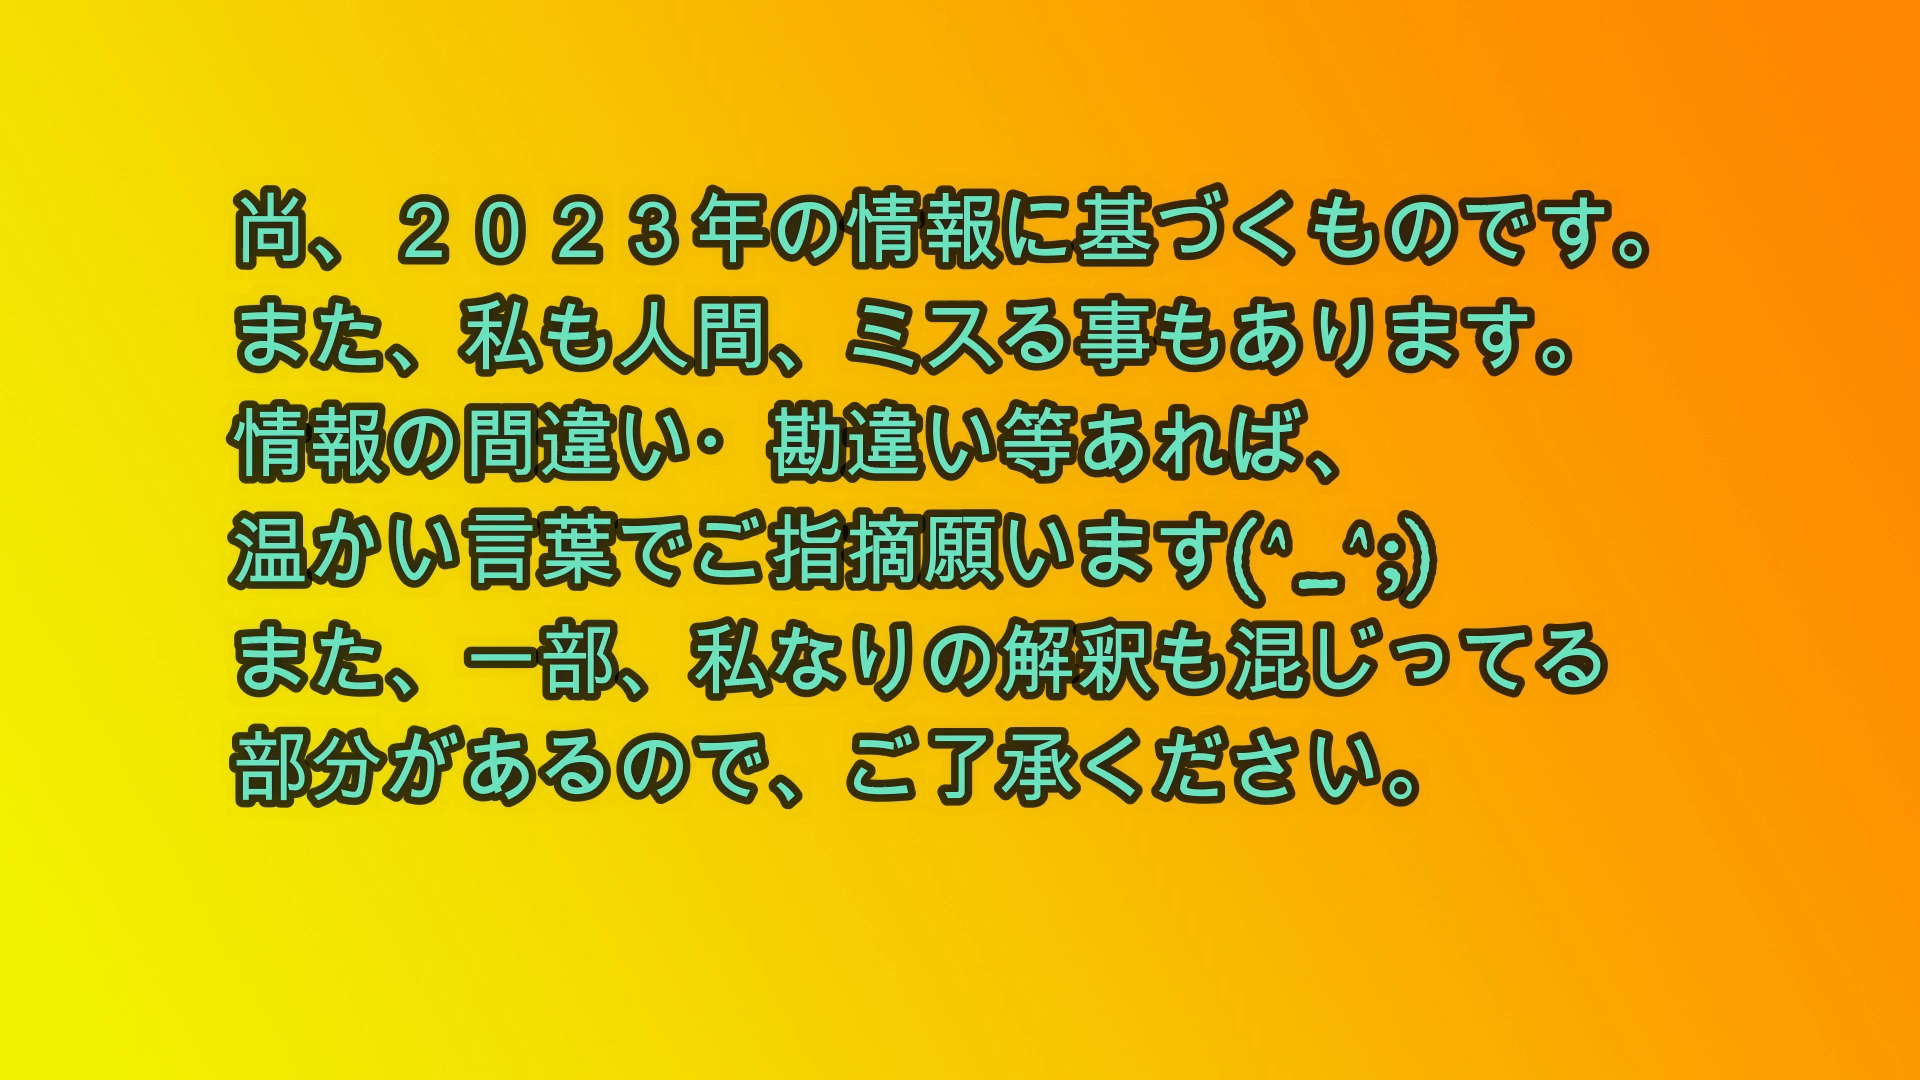 尚、２０２３年の情報に基づくものです。
また、私も人間、ミスる事もあります。
情報の間違い・勘違い等あれば、
温かい言葉でご指摘願います(^_^;)
また、一部、私なりの解釈も混じってる
部分があるので、ご了承ください。